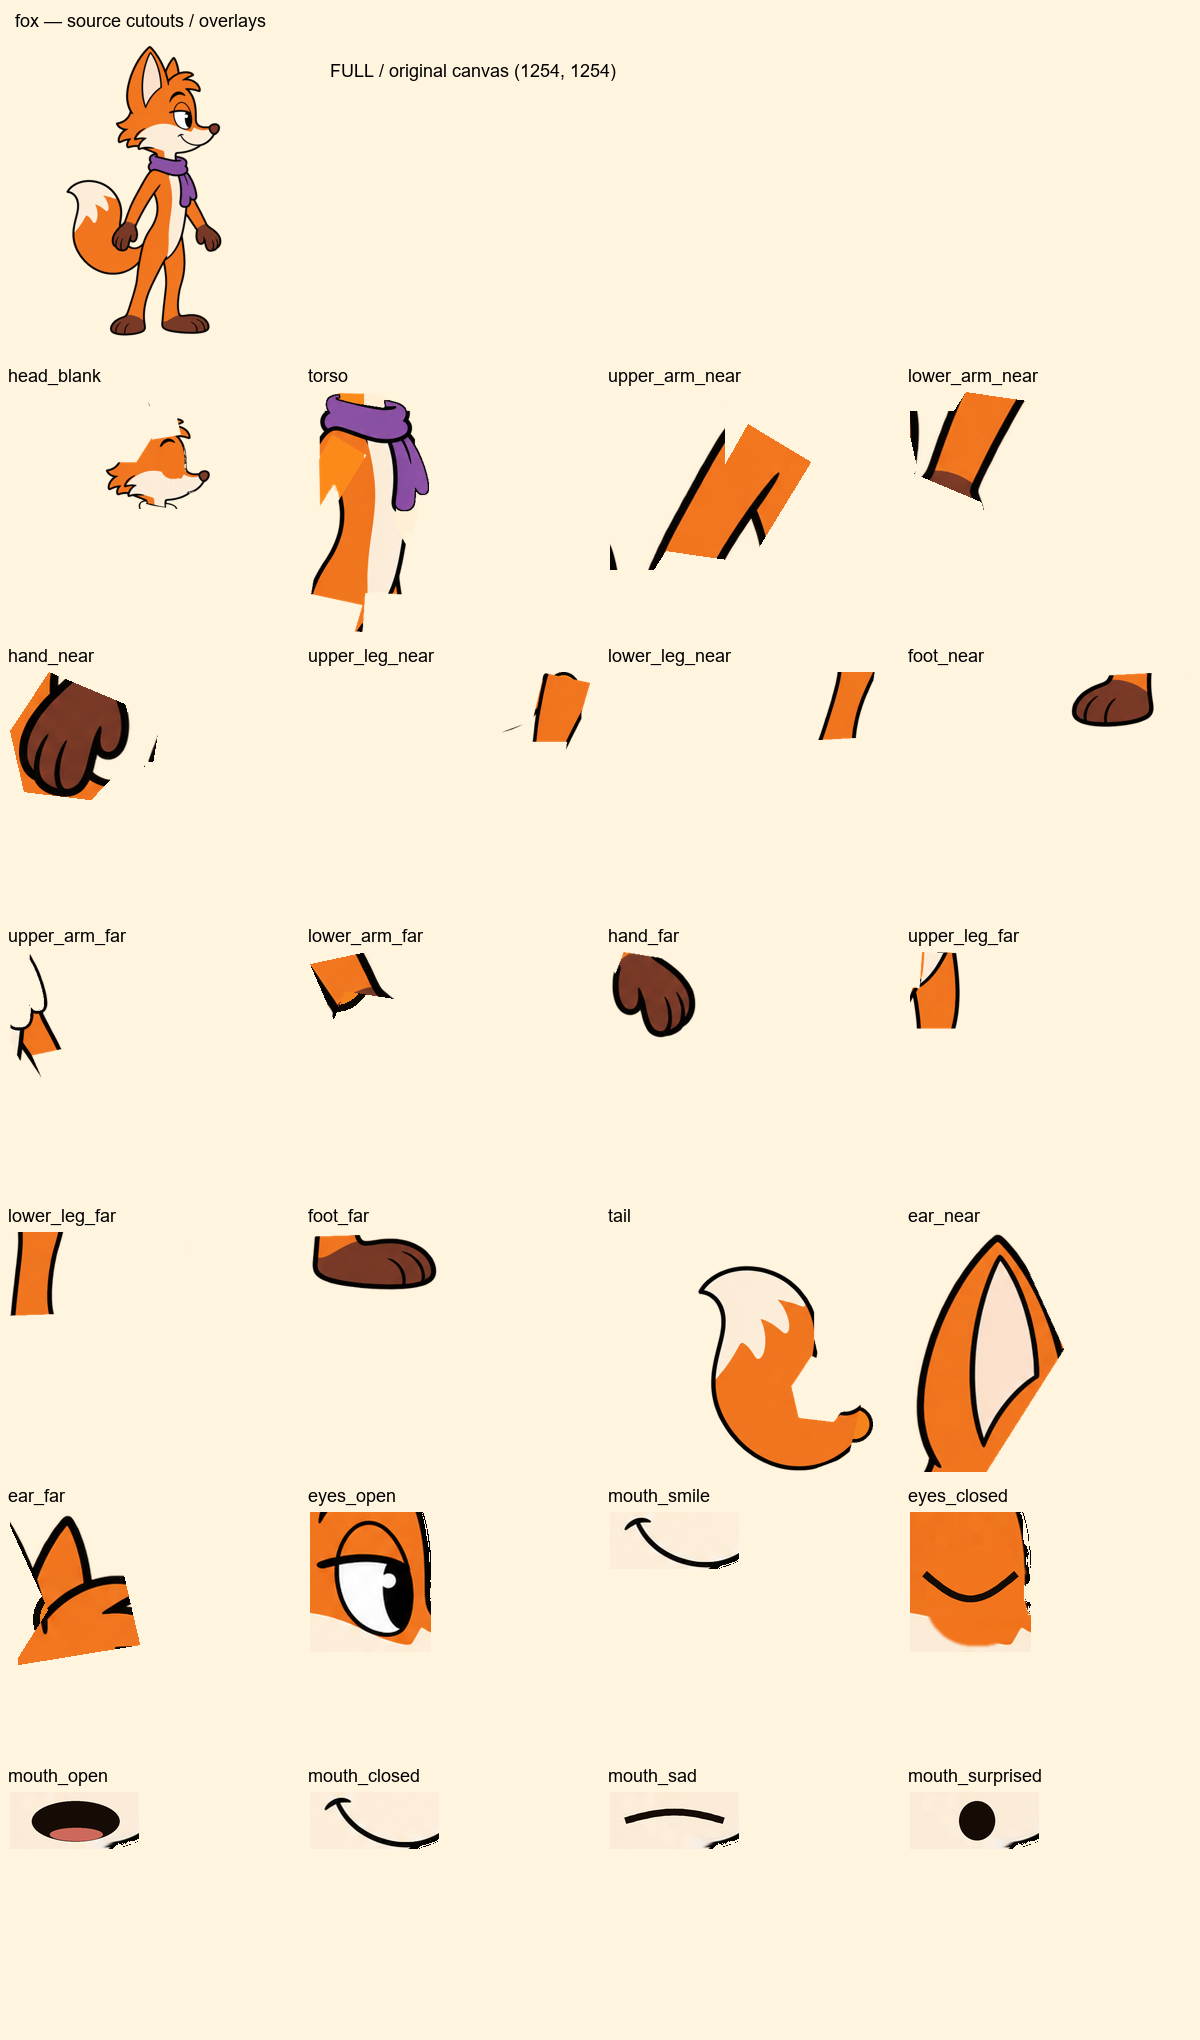 fox — source cutouts / overlays
FULL / original canvas (1254, 1254)
head_blank
torso
upper_arm_near
lower_arm_near
hand_near
upper_leg_near
lower_leg_near
foot_near
upper_arm_far
lower_arm_far
hand_far
upper_leg_far
lower_leg_far
foot_far
tail
ear_near
ear_far
eyes_open
mouth_smile
eyes_closed
mouth_open
mouth_closed
mouth_sad
mouth_surprised